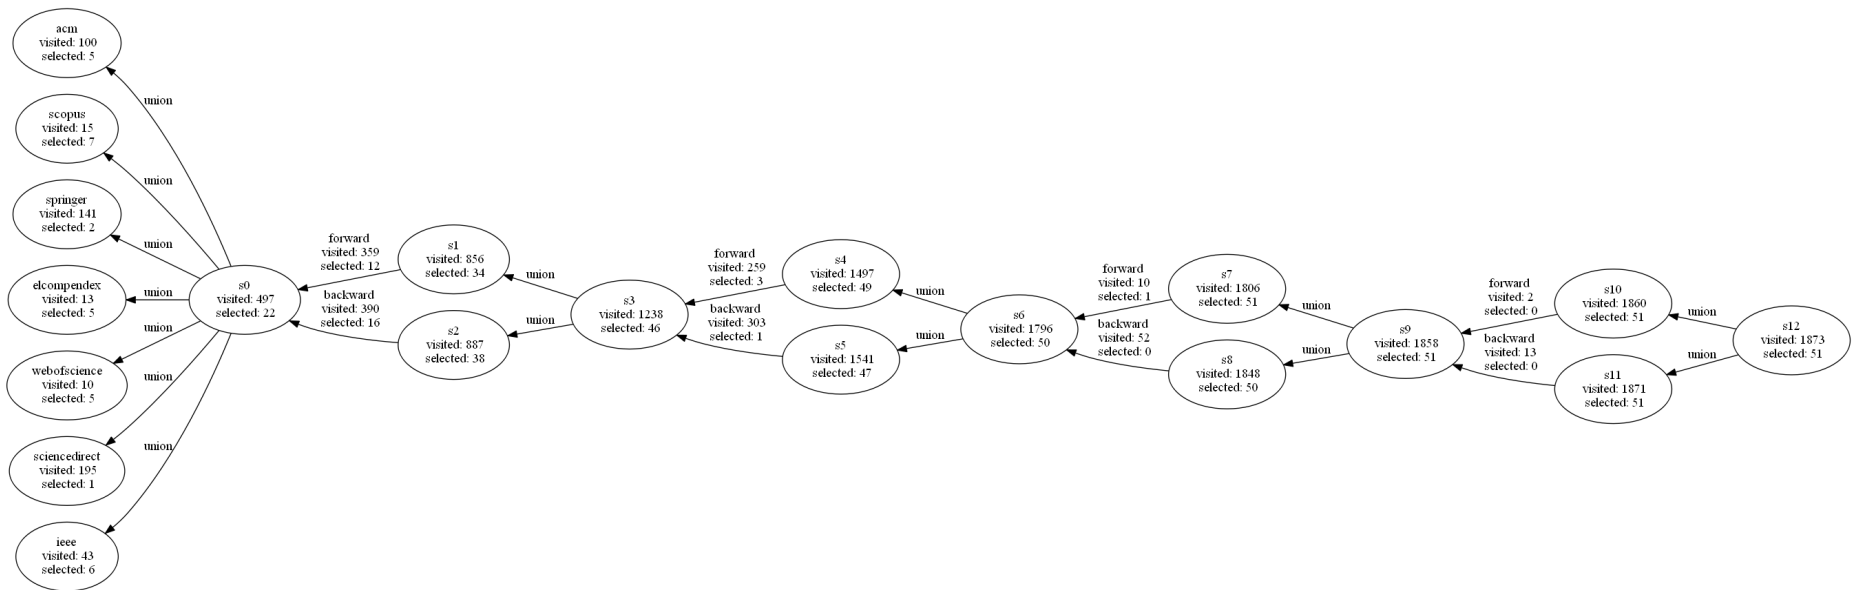 acm
visited: 100
selected: 5
scopus
visited: 15
selected: 7
springer
visited: 141
selected: 2
elcompendex
visited: 13
selected: 5
webofscience
visited: 10
selected: 5
sciencedirect
visited: 195
selected: 1
ieee
visited: 43
selected: 6
union
union
union
union
union
union
union
s0
visited: 497
selected: 22
forward
visited: 359
selected: 12
backward
visited: 390
selected: 16
s1
visited: 856
selected: 34
s2
visited: 887
selected: 38
union
union
s3
visited: 1238
selected: 46
forward
visited: 259
selected: 3
backward
visited: 303
selected: 1
s4
visited: 1497
selected: 49
s5
visited: 1541
selected: 47
union
union
s6
visited: 1796
selected: 50
forward
visited: 10
selected: 1
backward
visited: 52
selected: 0
s7
visited: 1806
selected: 51
s8
visited: 1848
selected: 50
union
union
s9
visited: 1858
selected: 51
forward
visited: 2
selected: 0
backward
visited: 13
selected: 0
s10
visited: 1860
selected: 51
s11
visited: 1871
selected: 51
union
union
s12
visited: 1873
selected: 51